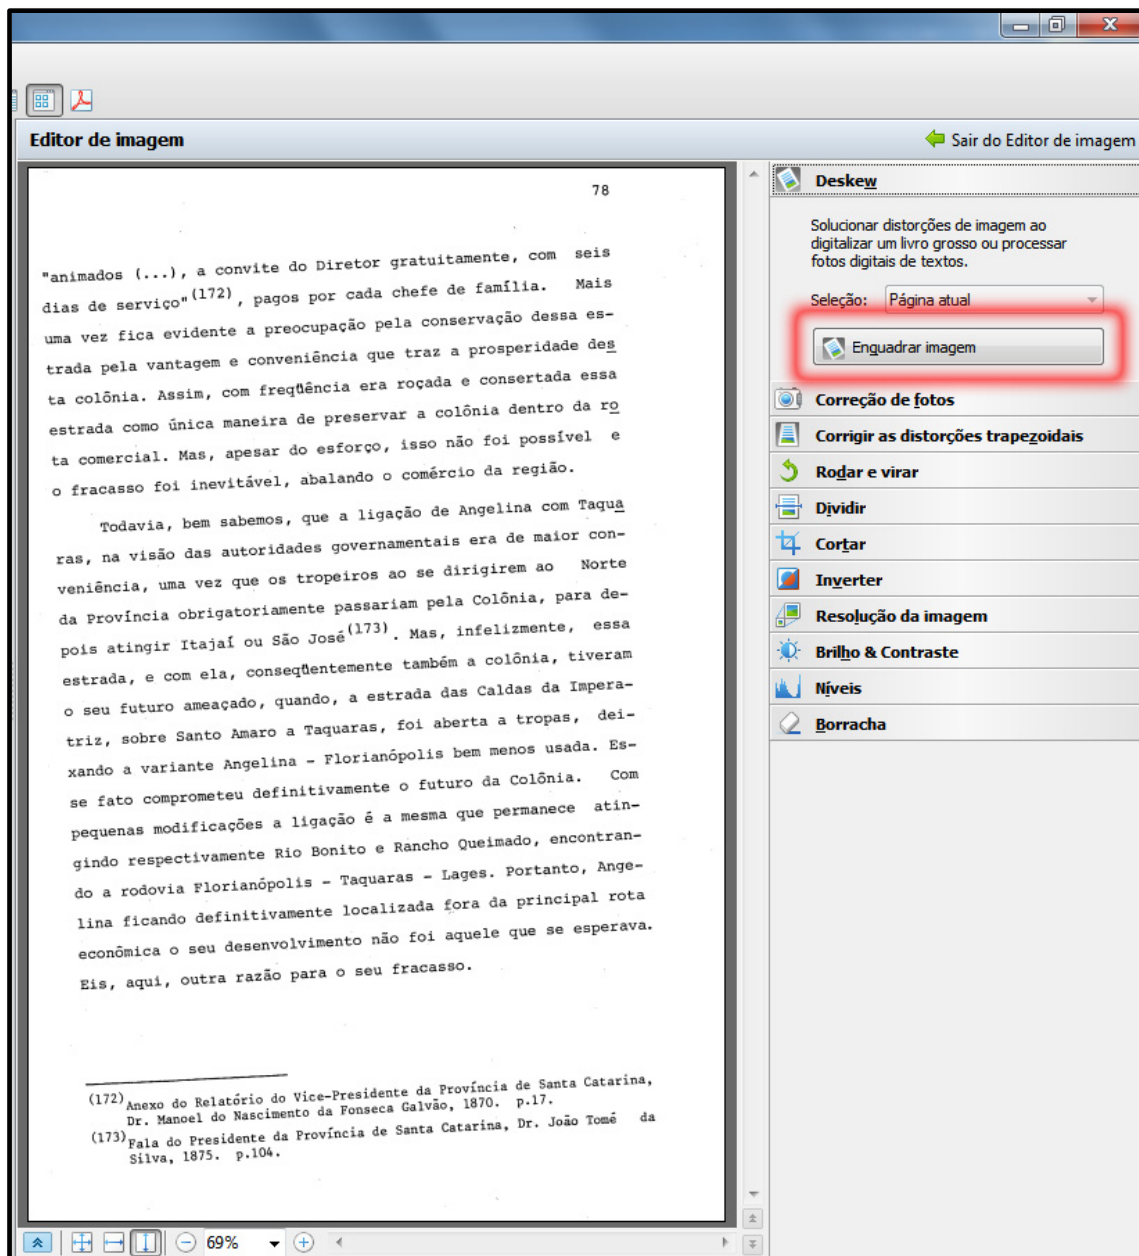 Editor de imagem
Sair do Editor de imagem
78
"animados (...), a convite do Diretor gratuitamente, com seis
dias de serviço"(172), pagos por cada chefe de família. Mais
uma vez fica evidente a preocupação pela conservação dessa es-
trada pela vantagem e conveniência que traz a prosperidade des
ta colônia. Assim, com freqüência era roçada e consertada essa
estrada como única maneira de preservar a colônia dentro da ro
ta comercial. Mas, apesar do esforço, isso não foi possível e
o fracasso foi inevitável, abalando o comércio da região.
Todavia, bem sabemos, que a ligação de Angelina com Taqua
ras, na visão das autoridades governamentais era de maior con-
veniência, uma vez que os tropeiros ao se dirigirem ao Norte
da Província obrigatoriamente passariam pela Colônia, para de-
pois atingir Itajaí ou São José(173). Mas, infelizmente, essa
estrada, e com ela, conseqüentemente também a colônia, tiveram
o seu futuro ameaçado, quando, a estrada das Caldas da Impera-
triz, sobre Santo Amaro a Taquaras, foi aberta a tropas, dei-
xando a variante Angelina - Florianópolis bem menos usada. Es-
se fato comprometeu definitivamente o futuro da Colônia. Com
pequenas modificações a ligação é a mesma que permanece atin-
gindo respectivamente Rio Bonito e Rancho Queimado, encontran-
do a rodovia Florianópolis - Taquaras - Lages. Portanto, Ange-
lina ficando definitivamente localizada fora da principal rota
econômica o seu desenvolvimento não foi aquele que se esperava.
Eis, aqui, outra razão para o seu fracasso.
(172) Anexo do Relatório do Vice-Presidente da Província de Santa Catarina,
Dr. Manoel do Nascimento da Fonseca Galvão, 1870. p.17.
(173) Fala do Presidente da Província de Santa Catarina, Dr. João Tomé da
Silva, 1875. p.104.
69%
Deskew
Solucionar distorções de imagem ao
digitalizar um livro grosso ou processar
fotos digitais de textos.
Seleção: Página atual
Enquadrar imagem
Correção de fotos
Corrigir as distorções trapezoidais
Rodar e virar
Dividir
Cortar
Inverter
Resolução da imagem
Brilho & Contraste
Níveis
Borracha